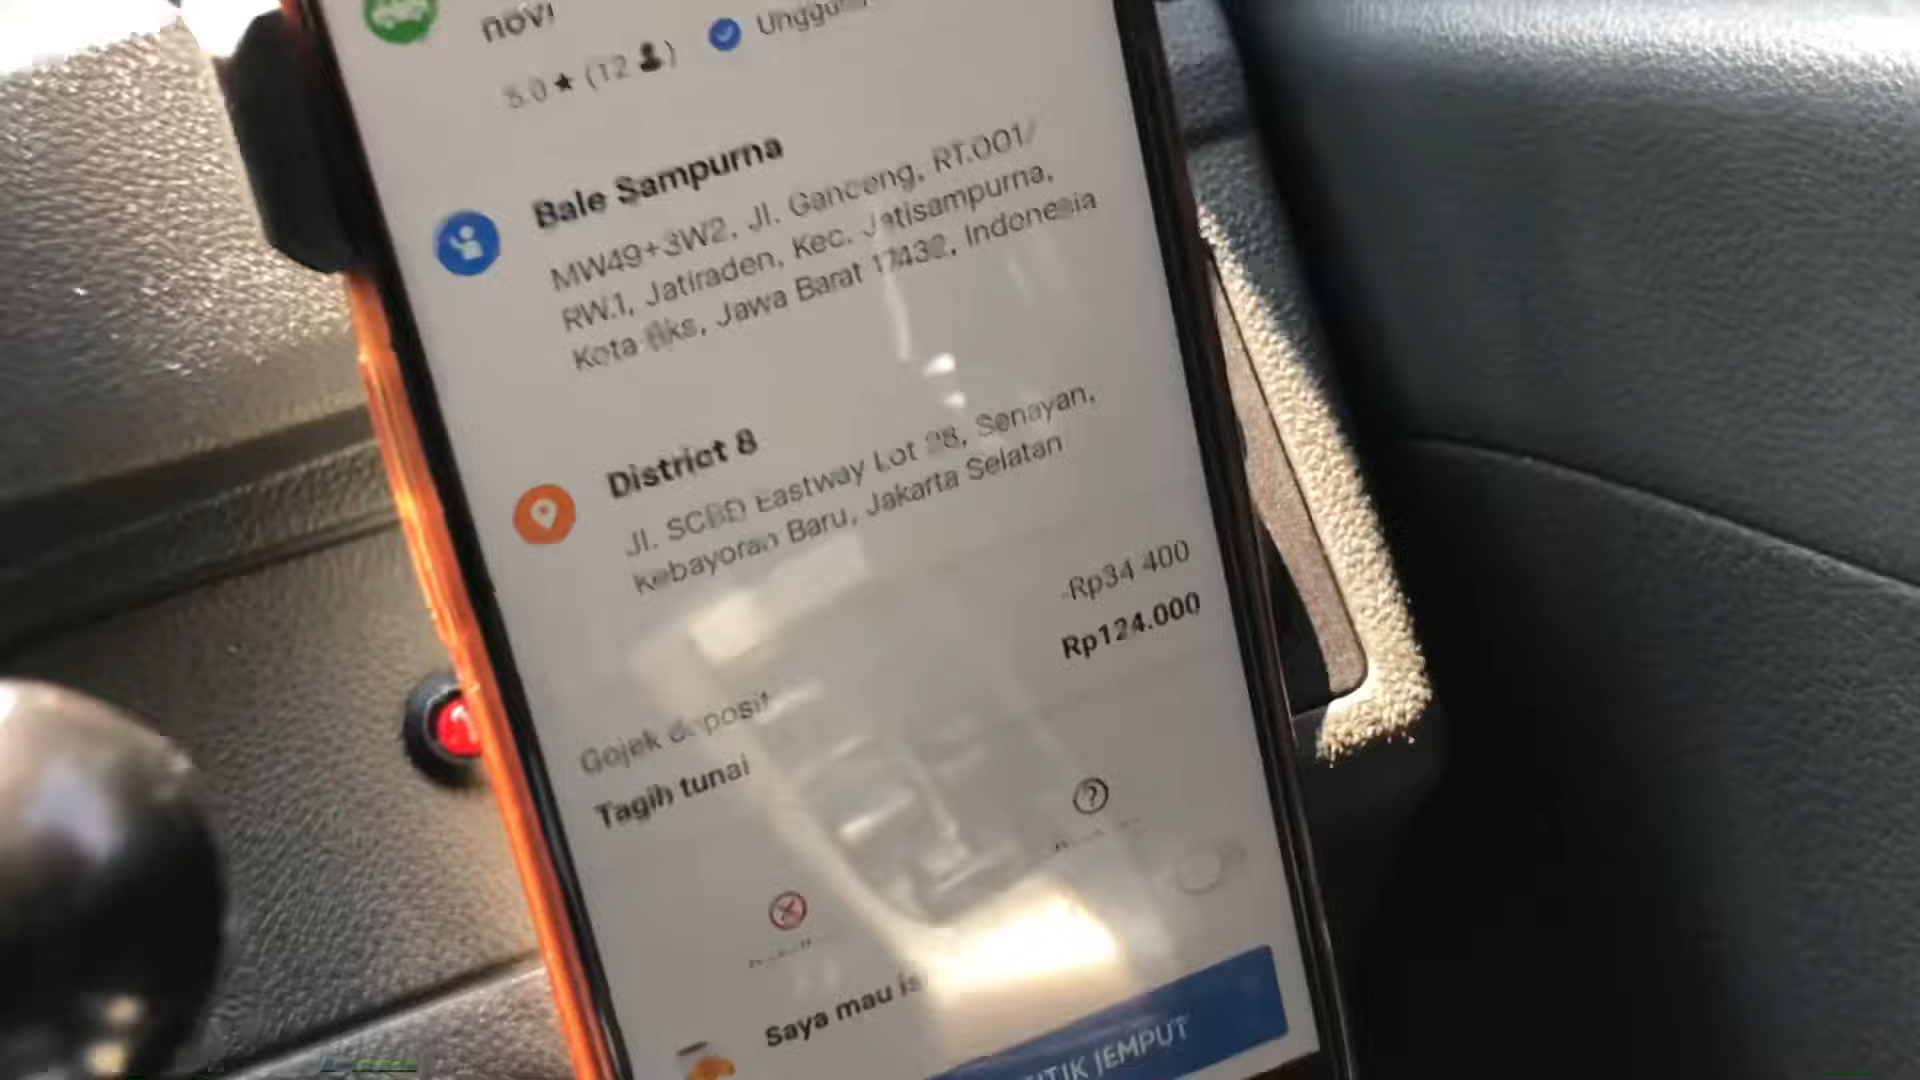 novi
5.0 ★ (12)
Bale Sampurna
MW49+3W2, Jl. Ganceng, RT.001/
RW.1, Jatiraden, Kec. Jatisampurna,
Kota Bks, Jawa Barat 17432, Indonesia
District 8
Jl. SCBD Eastway Lot 28, Senayan,
Kebayoran Baru, Jakarta Selatan
Gojek deposit -Rp34 400
Tagih tunai Rp124.000
Saya mau
TITIK JEMPUT